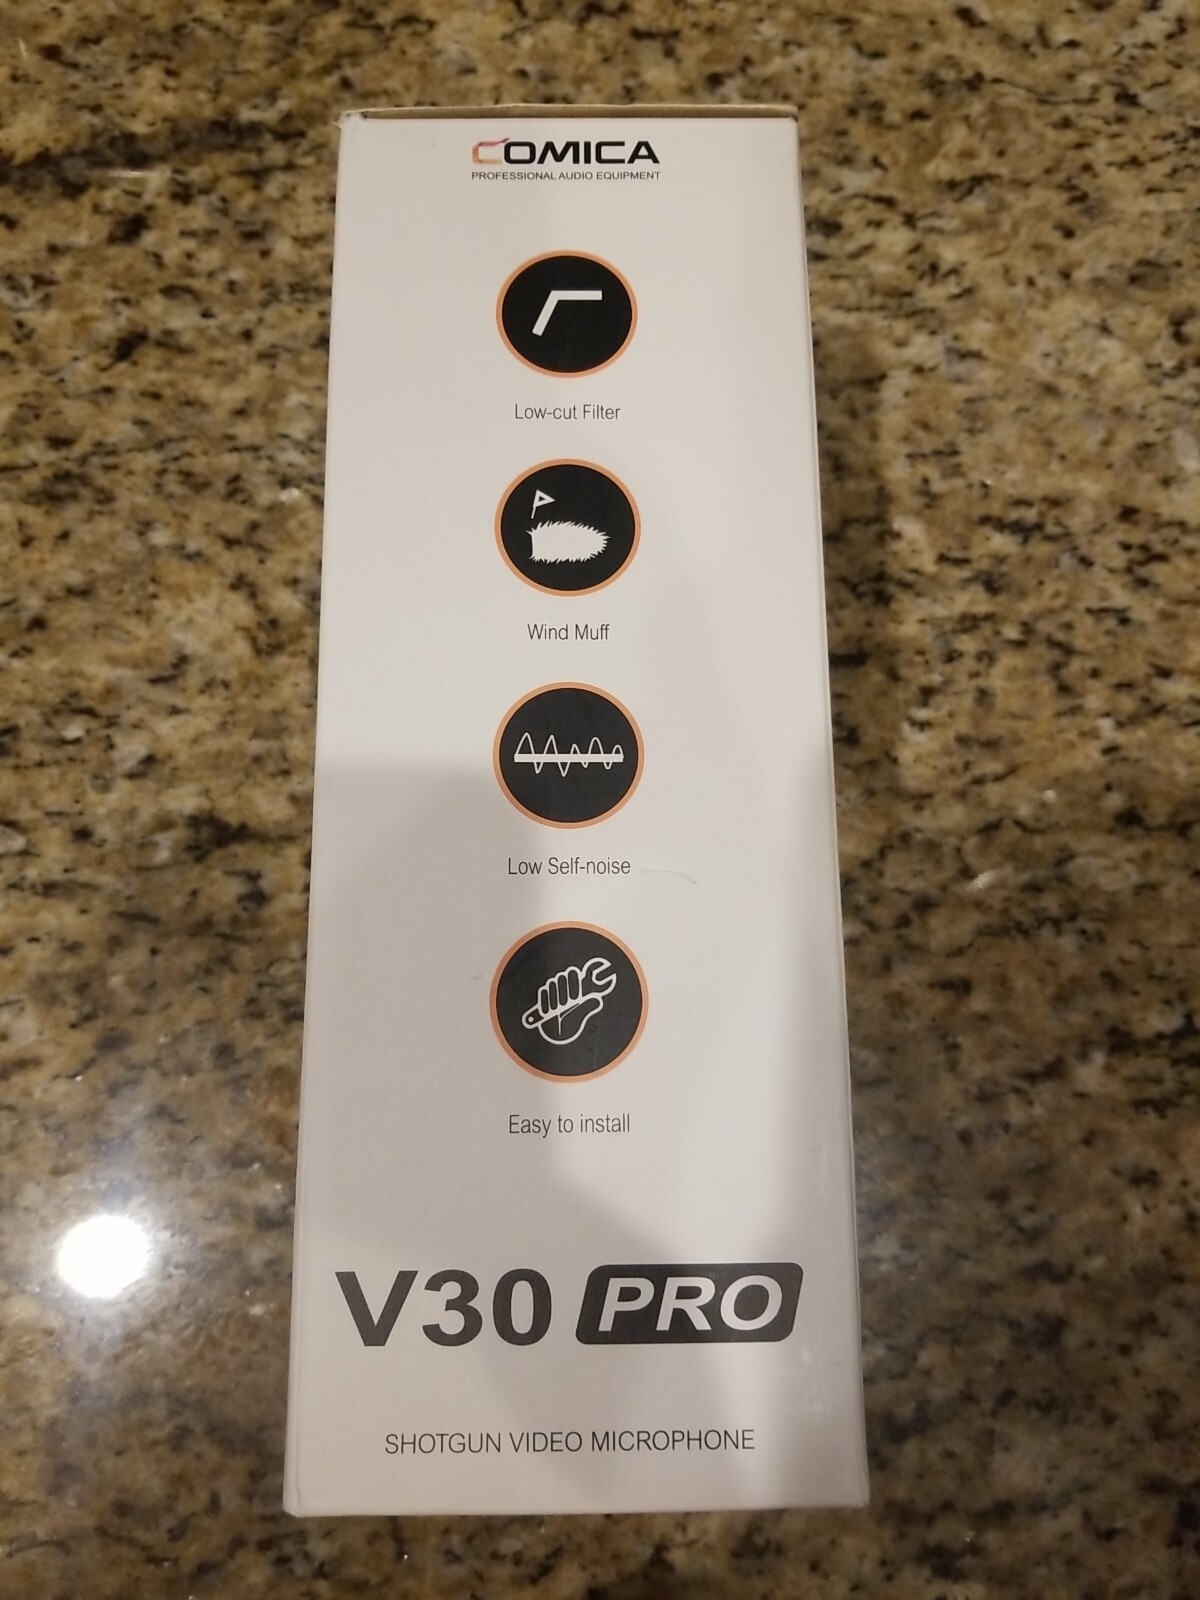 COMICA
PROFESSIONAL AUDIO EQUIPMENT
Low-cut Filter
Wind Muff
Low Self-noise
Easy to install
V30 PRO
SHOTGUN VIDEO MICROPHONE